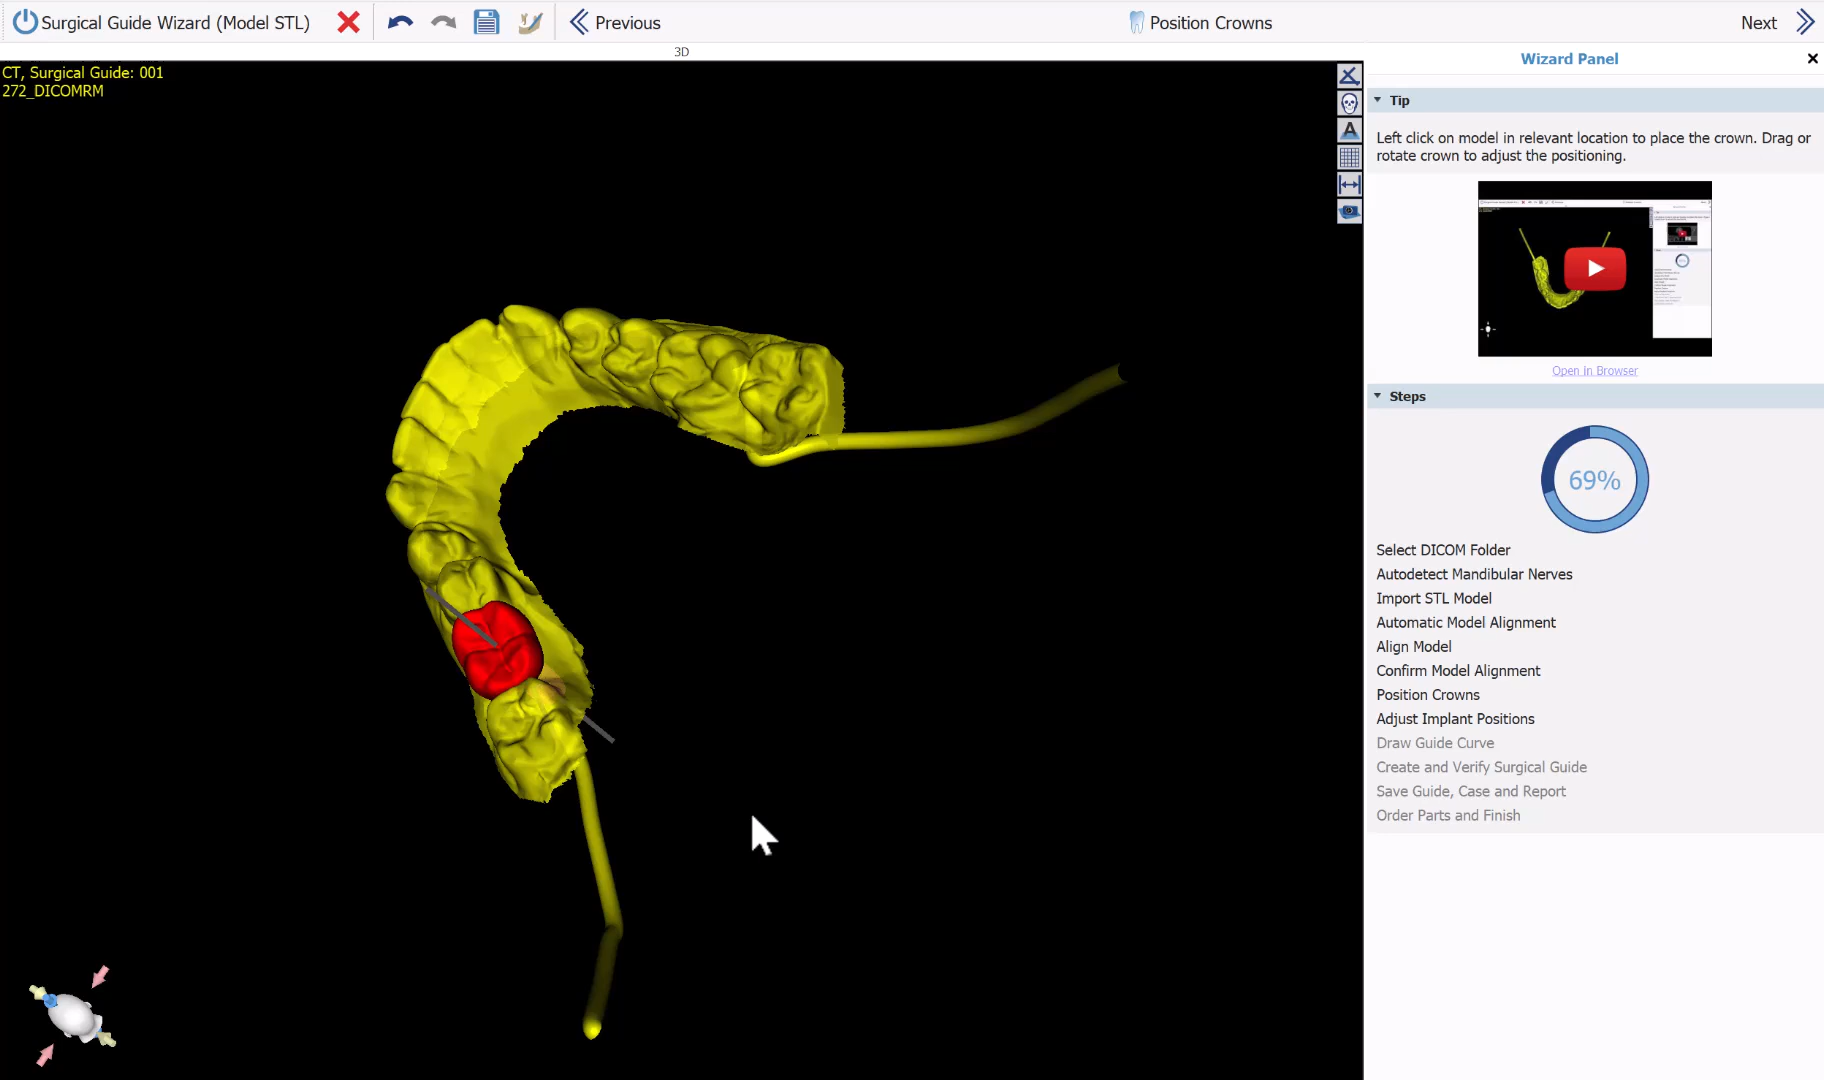 Surgical Guide Wizard (Model STL)
Previous
Position Crowns
Next
3D
CT, Surgical Guide: 001
272_DICOMRM
A
Wizard Panel
Tip
Left click on model in relevant location to place the crown. Drag or
rotate crown to adjust the positioning.
Open in Browser
Steps
69%
Select DICOM Folder
Autodetect Mandibular Nerves
Import STL Model
Automatic Model Alignment
Align Model
Confirm Model Alignment
Position Crowns
Adjust Implant Positions
Draw Guide Curve
Create and Verify Surgical Guide
Save Guide, Case and Report
Order Parts and Finish